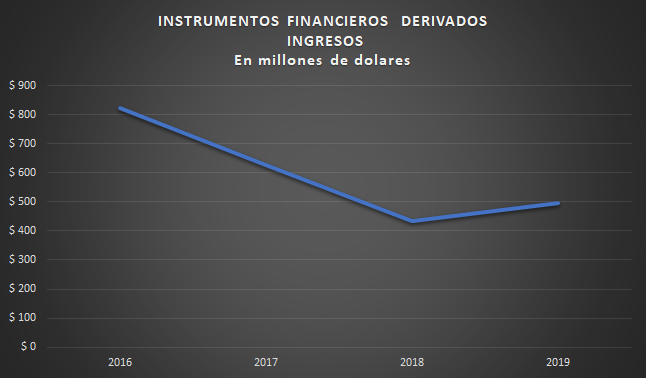 INSTRUMENTOS FINANCIEROS DERIVADOS
INGRESOS
En millones de dolares
$ 900
$ 800
$ 700
$ 600
$ 500
$ 400
$ 300
$ 200
$ 100
$ 0
2016 2017 2018 2019